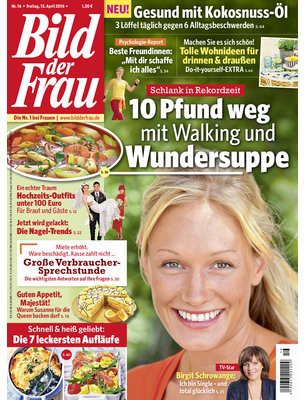 Nr. 16 • Freitag, 15. April 2016 •
1,20 €
NEU!
Gesund mit Kokosnuss-Öl
3 Löffel täglich gegen 6 Alltagsbeschwerden S. 44
Bild
der
Frau
Die Nr. 1 bei Frauen | www.bildderfrau.de
Psychologie-Report
Beste Freundinnen:
"Mit dir schaffe
ich alles"
Machen Sie es sich schön!
Tolle Wohnideen für
drinnen & draußen
Do-it-yourself-EXTRA
Schlank in Rekordzeit
10 Pfund weg
mit Walking und
Wundersuppe
Ein echter Traum
Hochzeits-Outfits
unter 100 Euro
Für Braut und Gäste S. 12
Jetzt wird gelackt:
Die Nagel-Trends S. 22
Miete erhöht.
Ware beschädigt. Kasse zahlt nicht ...
Große Verbraucher-
Sprechstunde
Die wichtigsten Antworten auf Ihre Fragen S. 30
Guten Appetit,
Majestät!
Warum Susanne für die
Queen backen darf
Schnell & heiß geliebt:
Die 7 leckersten Aufläufe
TV-Star
Birgit Schrowange:
Ich bin Single – und
total glücklich